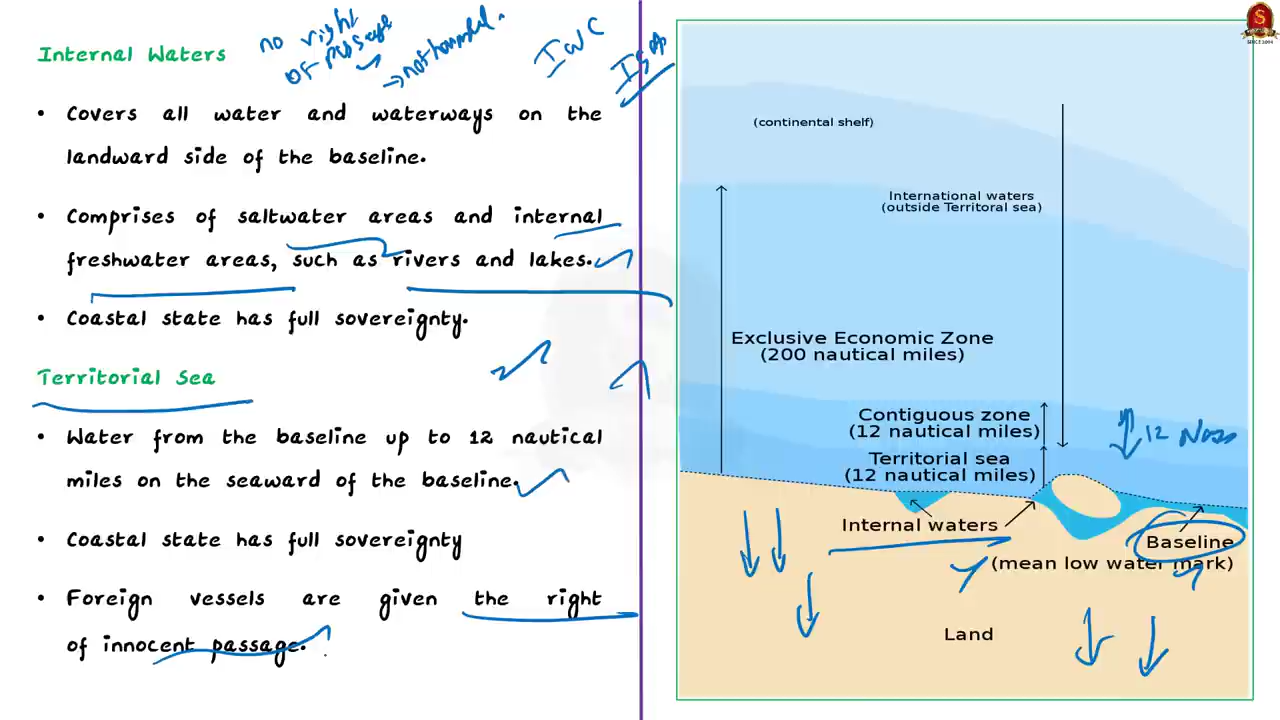 Internal Waters
no right
of passage
→ not harmful.
IWC
• Covers all water and waterways on the
landward side of the baseline.
• Comprises of saltwater areas and internal
freshwater areas, such as rivers and lakes.
• Coastal state has full sovereignty.
Territorial Sea
• Water from the baseline up to 12 nautical
miles on the seaward of the baseline.
• Coastal state has full sovereignty
• Foreign vessels are given the right
of innocent passage.
(continental shelf)
International waters
(outside Territoral sea)
Exclusive Economic Zone
(200 nautical miles)
Contiguous zone
(12 nautical miles)
12
Territorial sea
(12 nautical miles)
Internal waters
Baseline
(mean low water mark)
Land